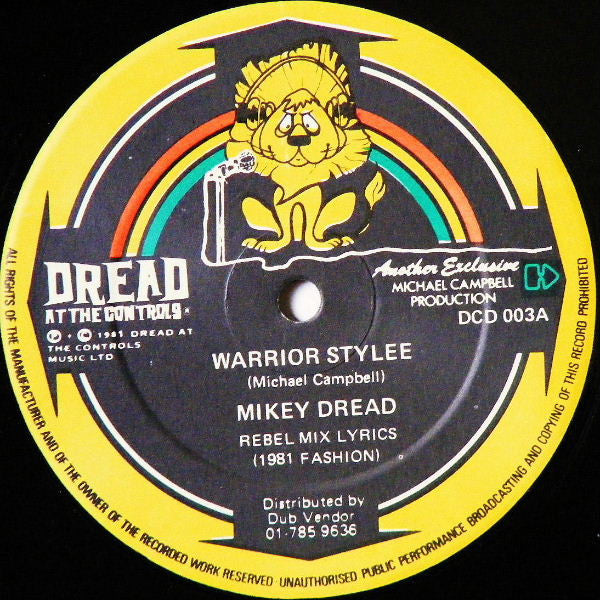 DREAD
AT THE CONTROLS
℗ + © 1981 DREAD AT
THE CONTROLS
MUSIC LTD
Another Exclusive
MICHAEL CAMPBELL
PRODUCTION
DCD 003A
WARRIOR STYLEE
(Michael Campbell)
MIKEY DREAD
REBEL MIX LYRICS
(1981 FASHION)
Distributed by
Dub Vendor
01-785 9636
ALL RIGHTS OF THE MANUFACTURER AND OF THE OWNER OF THE RECORDED WORK RESERVED · UNAUTHORISED PUBLIC PERFORMANCE BROADCASTING AND COPYING OF THIS RECORD PROHIBITED